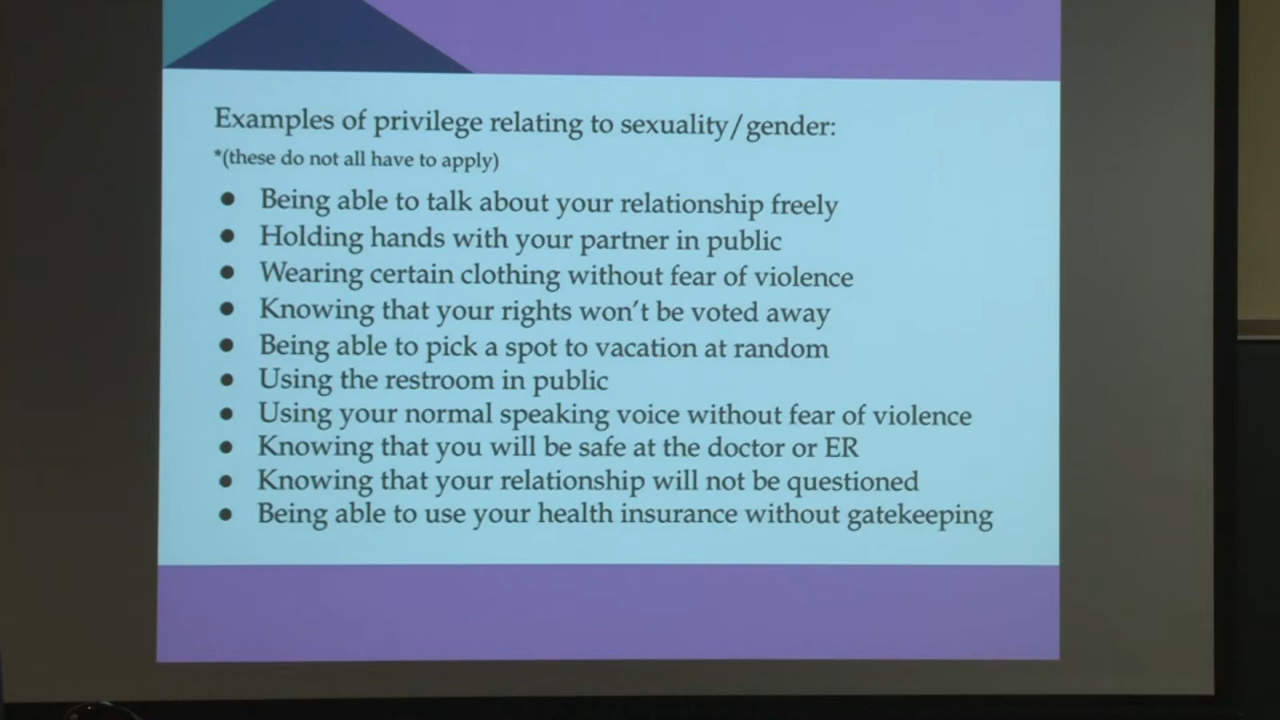 Examples of privilege relating to sexuality/gender:
*(these do not all have to apply)
● Being able to talk about your relationship freely
● Holding hands with your partner in public
● Wearing certain clothing without fear of violence
● Knowing that your rights won't be voted away
● Being able to pick a spot to vacation at random
● Using the restroom in public
● Using your normal speaking voice without fear of violence
● Knowing that you will be safe at the doctor or ER
● Knowing that your relationship will not be questioned
● Being able to use your health insurance without gatekeeping